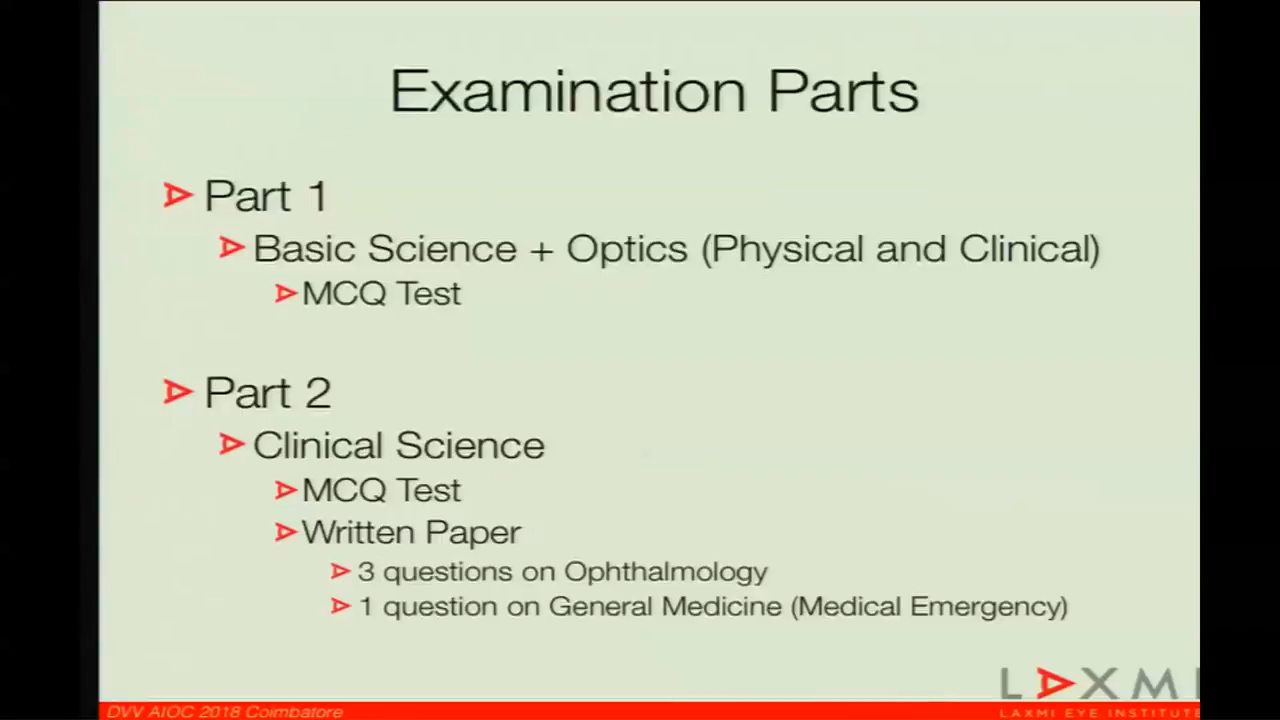 Examination Parts
Part 1
Basic Science + Optics (Physical and Clinical)
MCQ Test
Part 2
Clinical Science
MCQ Test
Written Paper
3 questions on Ophthalmology
1 question on General Medicine (Medical Emergency)
LAXMI
LAXMI EYE INSTITUTE
DVV AIOC 2018 Coimbatore